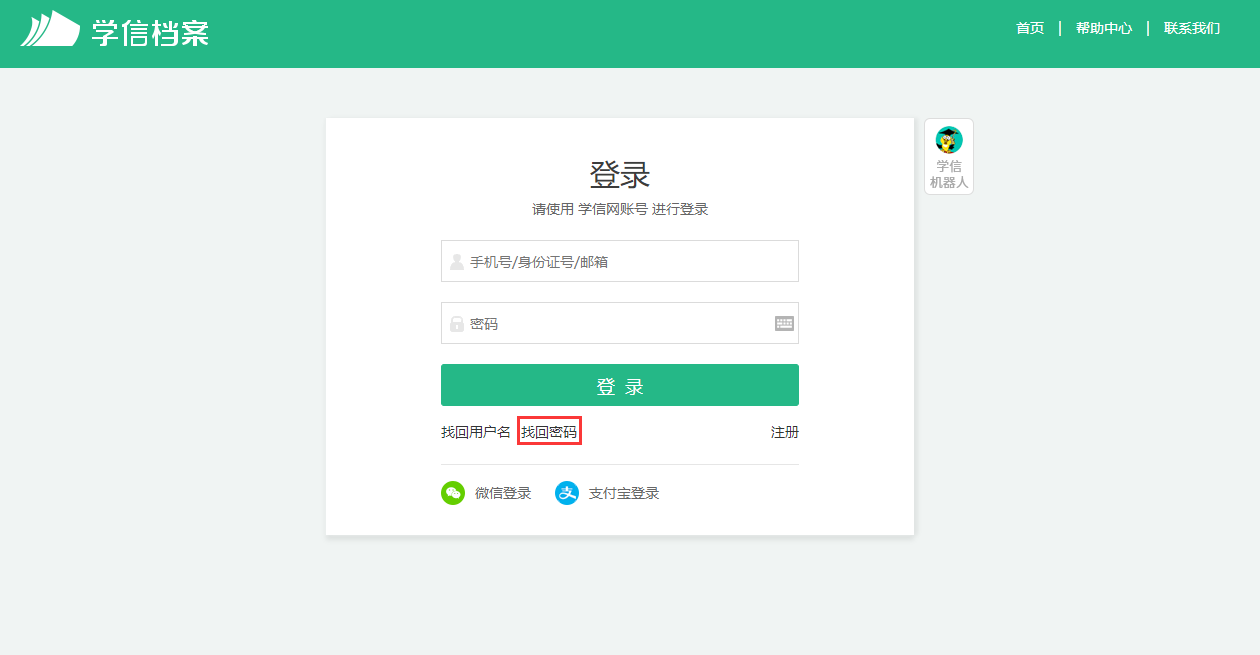 学信档案
首页 | 帮助中心 | 联系我们
登录
请使用 学信网账号 进行登录
学信
机器人
手机号/身份证号/邮箱
密码
登 录
找回用户名 找回密码 注册
微信登录 支付宝登录